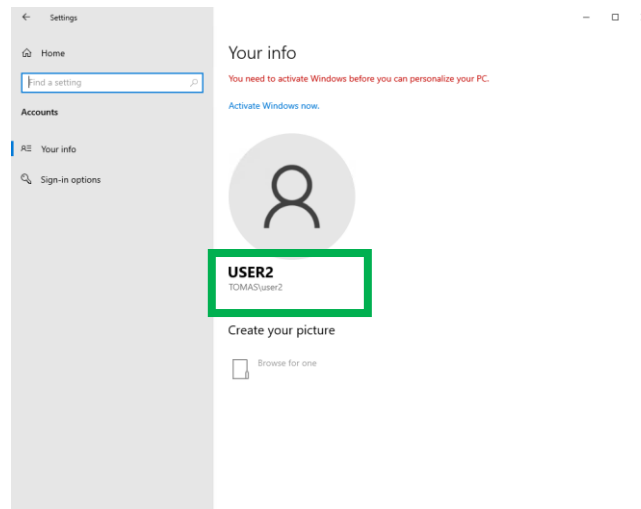 Settings
Home
Find a setting
Accounts
Your info
Sign-in options
Your info
You need to activate Windows before you can personalize your PC.
Activate Windows now.
USER2
TOMAS\user2
Create your picture
Browse for one